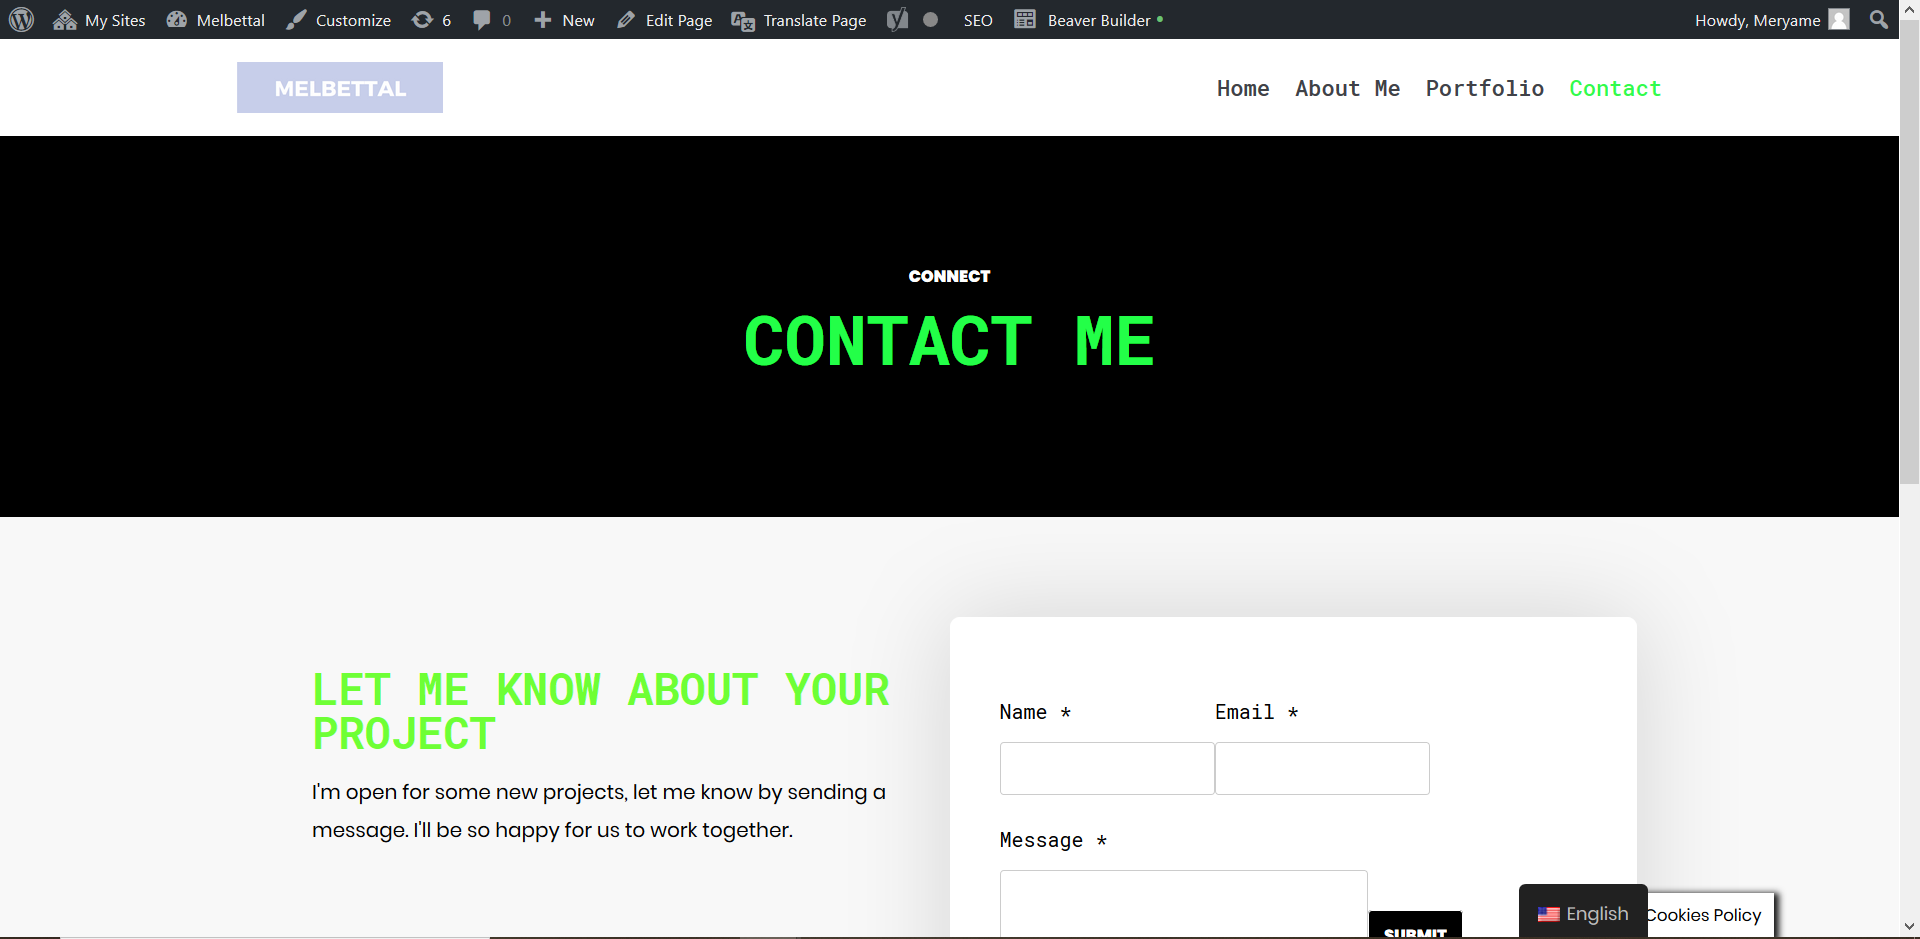 My Sites Melbettal Customize 6 0 New Edit Page Translate Page SEO Beaver Builder Howdy, Meryame
MELBETTAL
Home About Me Portfolio Contact
CONNECT
CONTACT ME
LET ME KNOW ABOUT YOUR
PROJECT
I'm open for some new projects, let me know by sending a
message. I'll be so happy for us to work together.
Name * Email *
Message *
SUBMIT
English
Cookies Policy